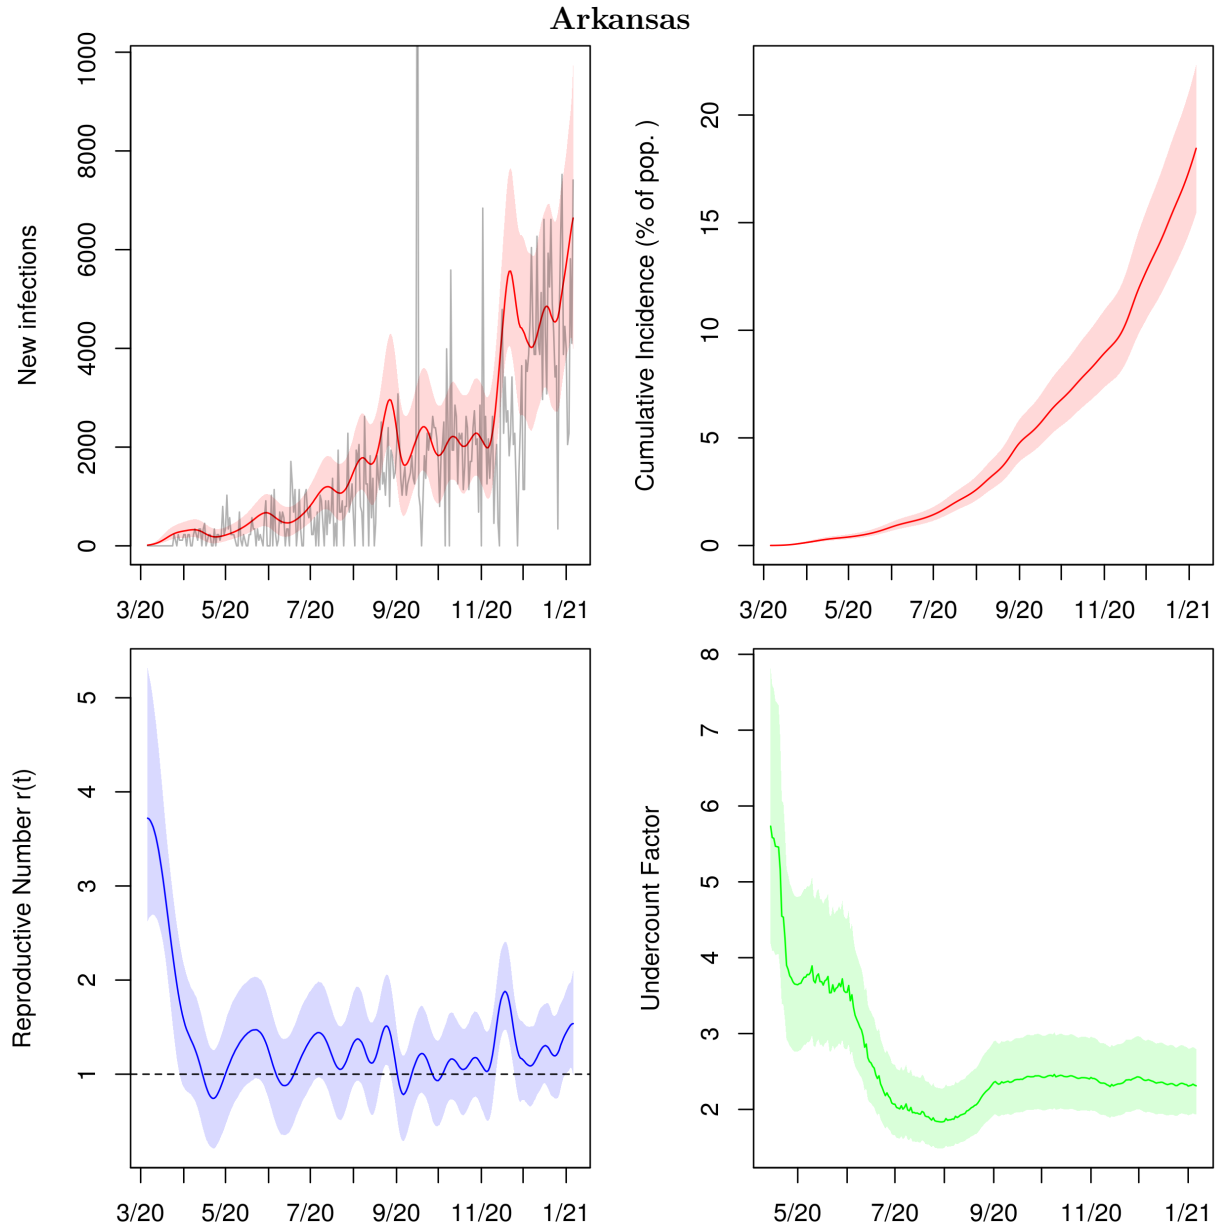 Arkansas
New infections
0 2000 4000 6000 8000 1000
3/20 5/20 7/20 9/20 11/20 1/21
Cumulative Incidence (% of pop. )
0 5 10 15 20
3/20 5/20 7/20 9/20 11/20 1/21
Reproductive Number r(t)
1 2 3 4 5
3/20 5/20 7/20 9/20 11/20 1/21
Undercount Factor
2 3 4 5 6 7 8
5/20 7/20 9/20 11/20 1/21